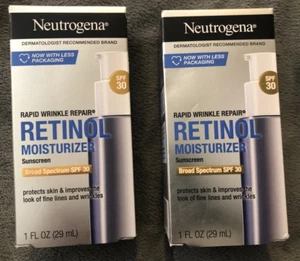 Neutrogena®
DERMATOLOGIST RECOMMENDED BRAND
NOW WITH LESS
PACKAGING
SPF
30
RAPID WRINKLE REPAIR®
RETINOL
MOISTURIZER
Sunscreen
Broad Spectrum SPF 30
protects skin & improves the
look of fine lines and wrinkles
1 FL OZ (29 mL)
Neutrogena®
DERMATOLOGIST RECOMMENDED BRAND
NOW WITH LESS
PACKAGING
SPF
30
RAPID WRINKLE REPAIR®
RETINOL
MOISTURIZER
Sunscreen
Broad Spectrum SPF 30
protects skin & improves the
look of fine lines and wrinkles
1 FL OZ (29 mL)